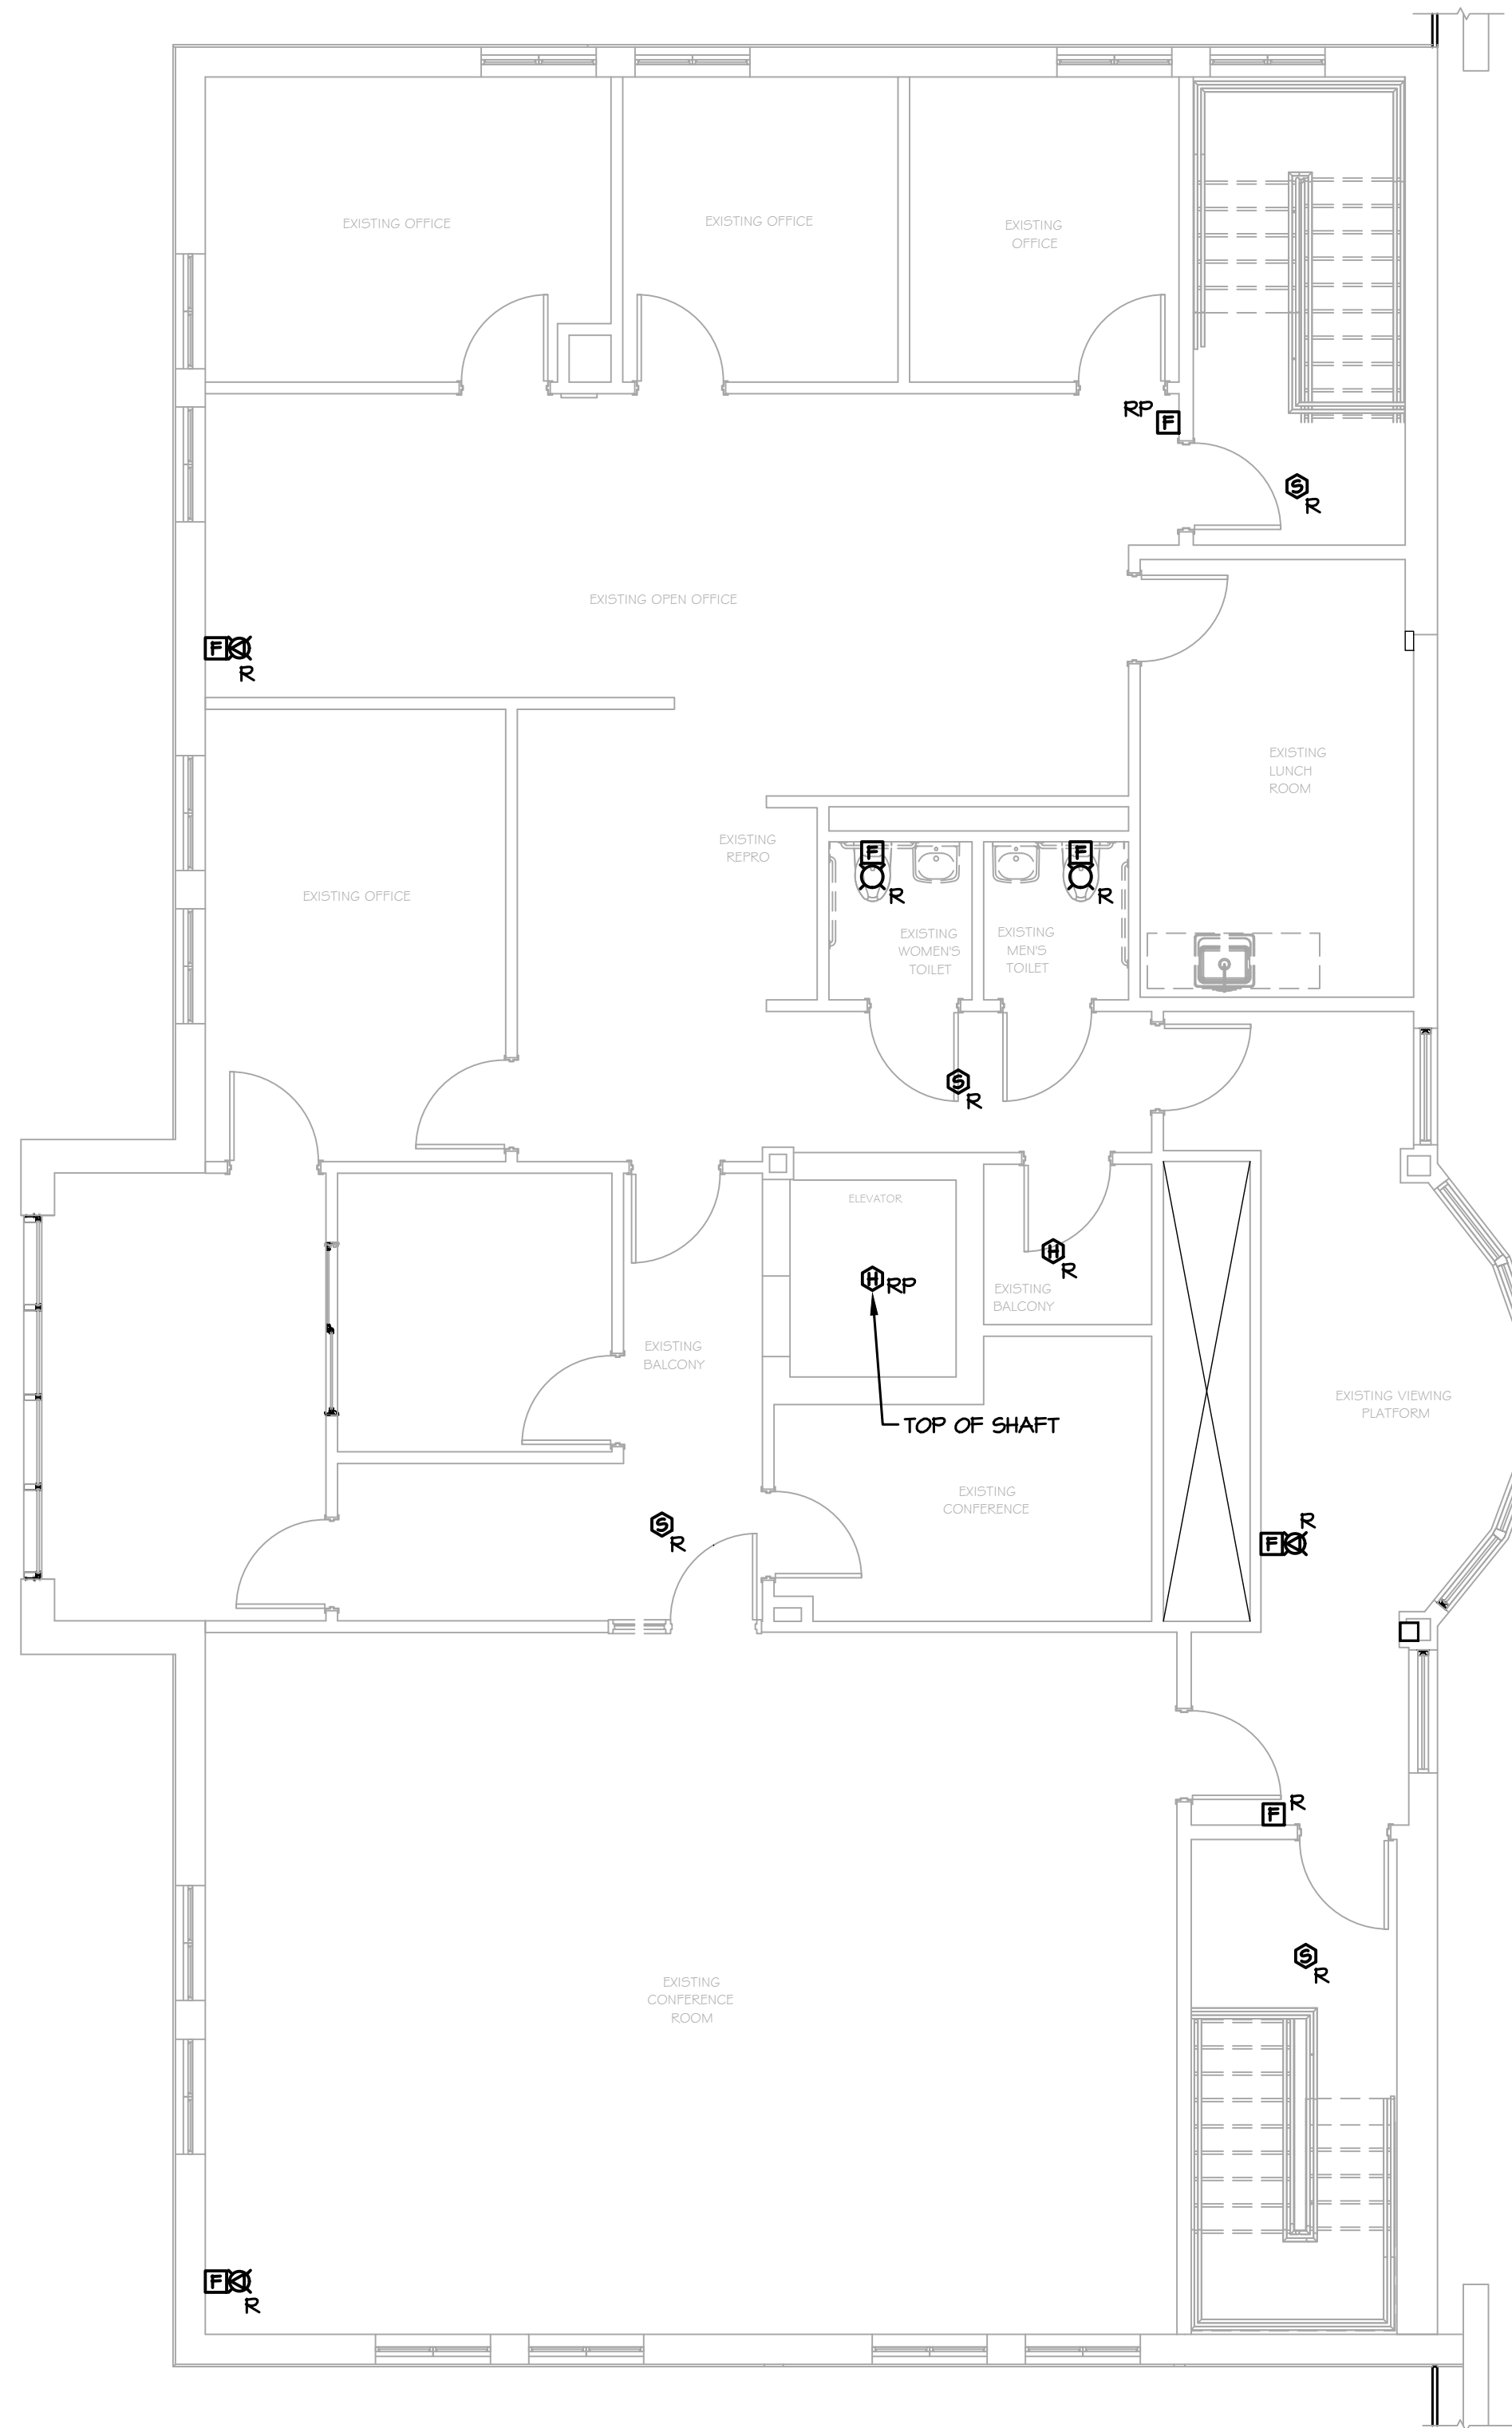 EXISTING OFFICE
EXISTING OFFICE
EXISTING
OFFICE
RP
F
S
R
EXISTING OPEN OFFICE
F
R
EXISTING
LUNCH
ROOM
EXISTING
REPRO
F
R
F
R
EXISTING OFFICE
EXISTING
WOMEN'S
TOILET
EXISTING
MEN'S
TOILET
S
R
ELEVATOR
H
RP
H
R
EXISTING
BALCONY
EXISTING
BALCONY
TOP OF SHAFT
EXISTING VIEWING
PLATFORM
EXISTING
CONFERENCE
S
R
F
R
F
R
S
R
EXISTING
CONFERENCE
ROOM
F
R